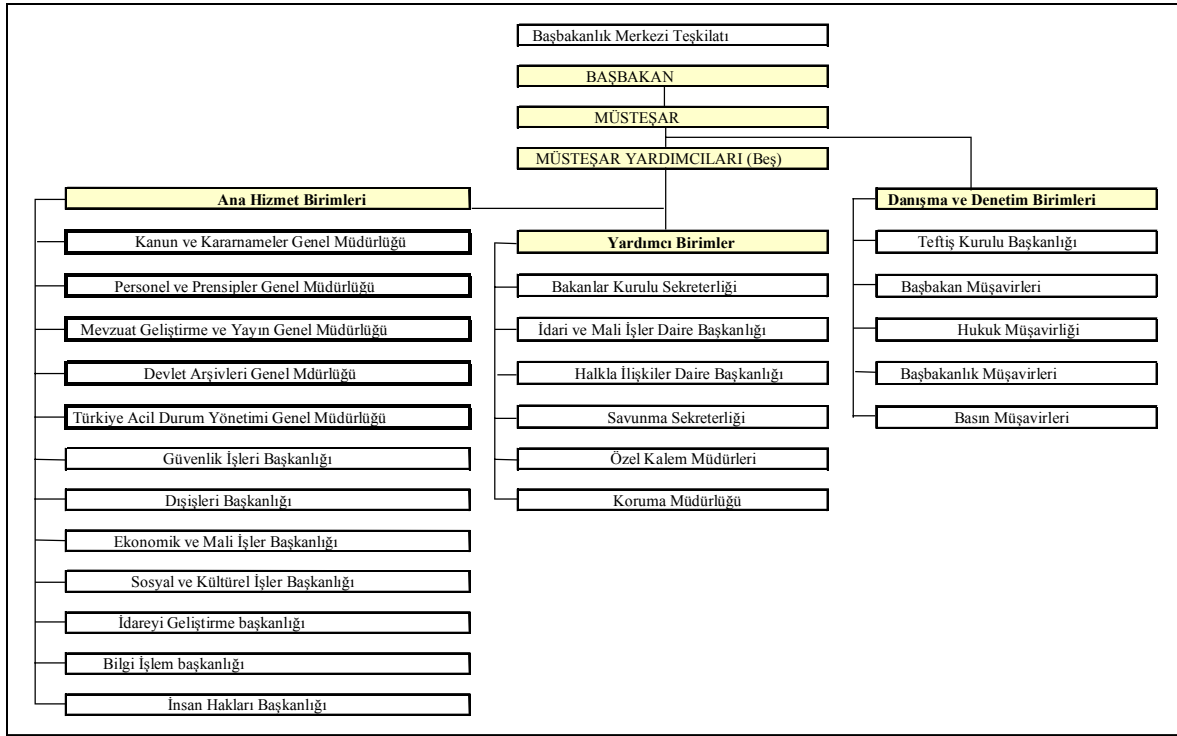 Başbakanlık Merkezi Teşkilatı
BAŞBAKAN
MÜSTEŞAR
MÜSTEŞAR YARDIMCILARI (Beş)
Ana Hizmet Birimleri
Kanun ve Kararnameler Genel Müdürlüğü
Personel ve Prensipler Genel Müdürlüğü
Mevzuat Geliştirme ve Yayın Genel Müdürlüğü
Devlet Arşivleri Genel Mdürlüğü
Türkiye Acil Durum Yönetimi Genel Müdürlüğü
Güvenlik İşleri Başkanlığı
Dışişleri Başkanlığı
Ekonomik ve Mali İşler Başkanlığı
Sosyal ve Kültürel İşler Başkanlığı
İdareyi Geliştirme başkanlığı
Bilgi İşlem başkanlığı
İnsan Hakları Başkanlığı
Yardımcı Birimler
Bakanlar Kurulu Sekreterliği
İdari ve Mali İşler Daire Başkanlığı
Halkla İlişkiler Daire Başkanlığı
Savunma Sekreterliği
Özel Kalem Müdürleri
Koruma Müdürlüğü
Danışma ve Denetim Birimleri
Teftiş Kurulu Başkanlığı
Başbakan Müşavirleri
Hukuk Müşavirliği
Başbakanlık Müşavirleri
Basın Müşavirleri